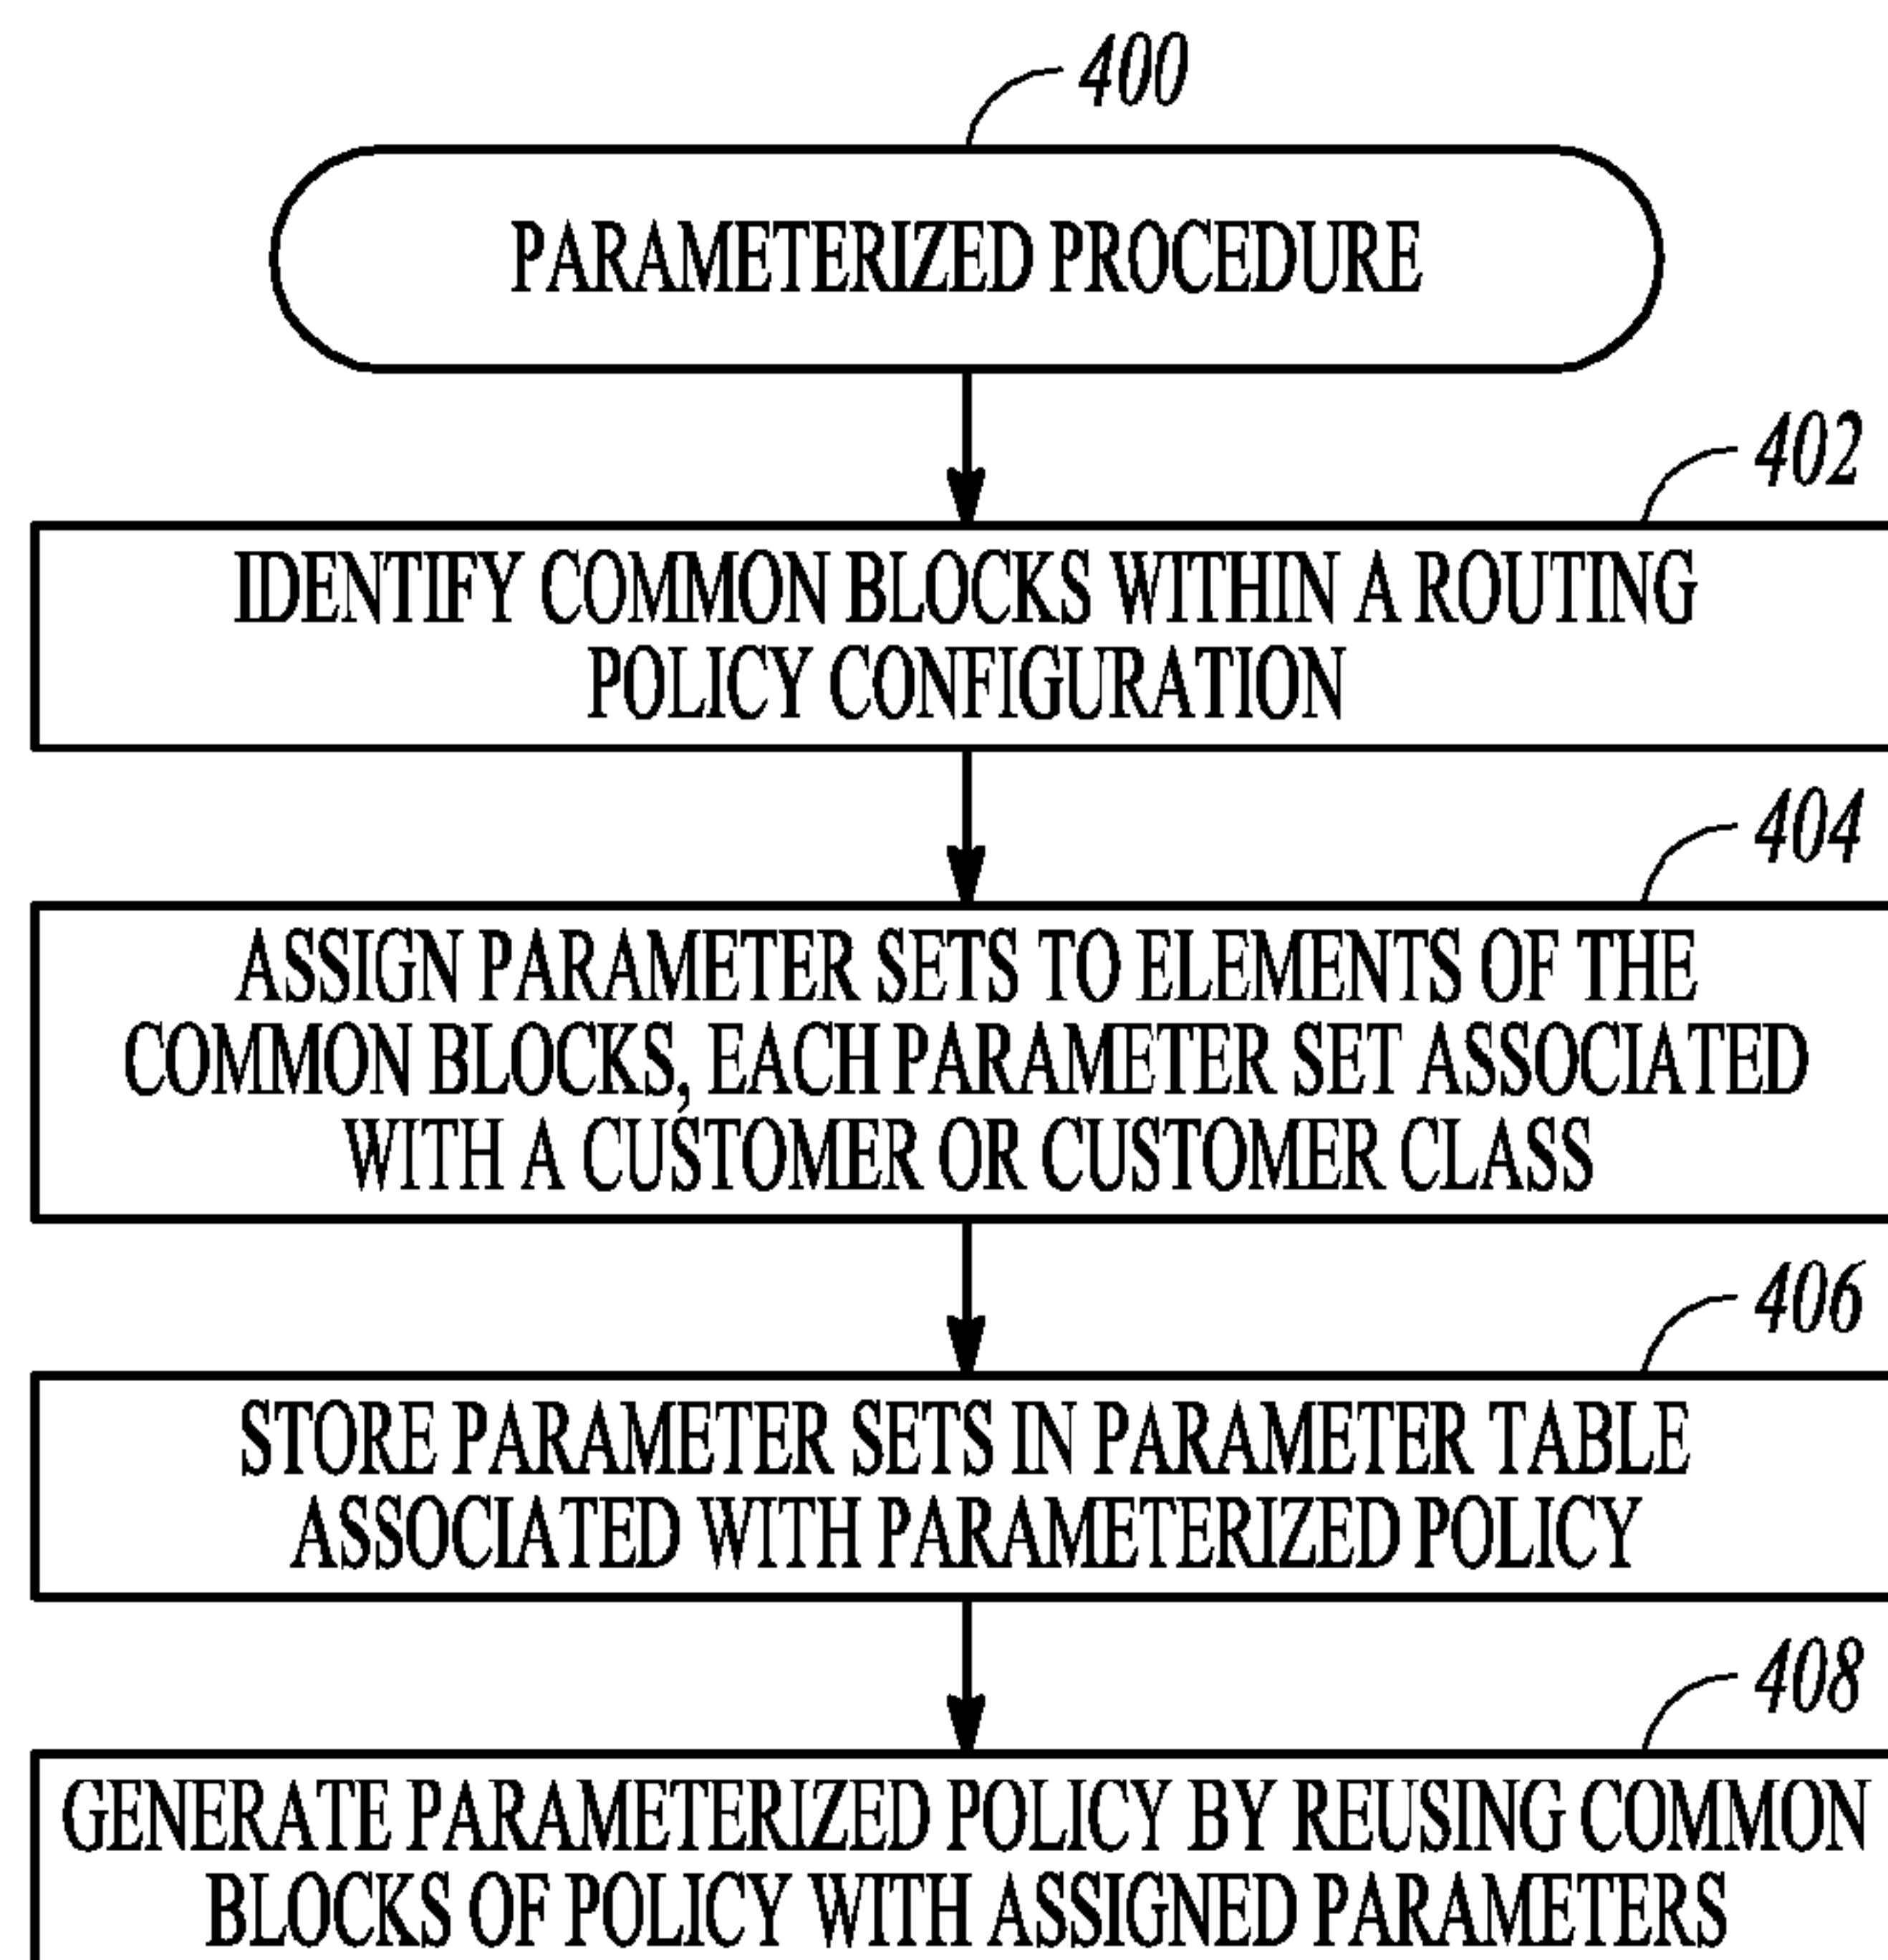 400
PARAMETERIZED PROCEDURE
402
IDENTIFY COMMON BLOCKS WITHIN A ROUTING
POLICY CONFIGURATION
404
ASSIGN PARAMETER SETS TO ELEMENTS OF THE
COMMON BLOCKS, EACH PARAMETER SET ASSOCIATED
WITH A CUSTOMER OR CUSTOMER CLASS
406
STORE PARAMETER SETS IN PARAMETER TABLE
ASSOCIATED WITH PARAMETERIZED POLICY
408
GENERATE PARAMETERIZED POLICY BY REUSING COMMON
BLOCKS OF POLICY WITH ASSIGNED PARAMETERS